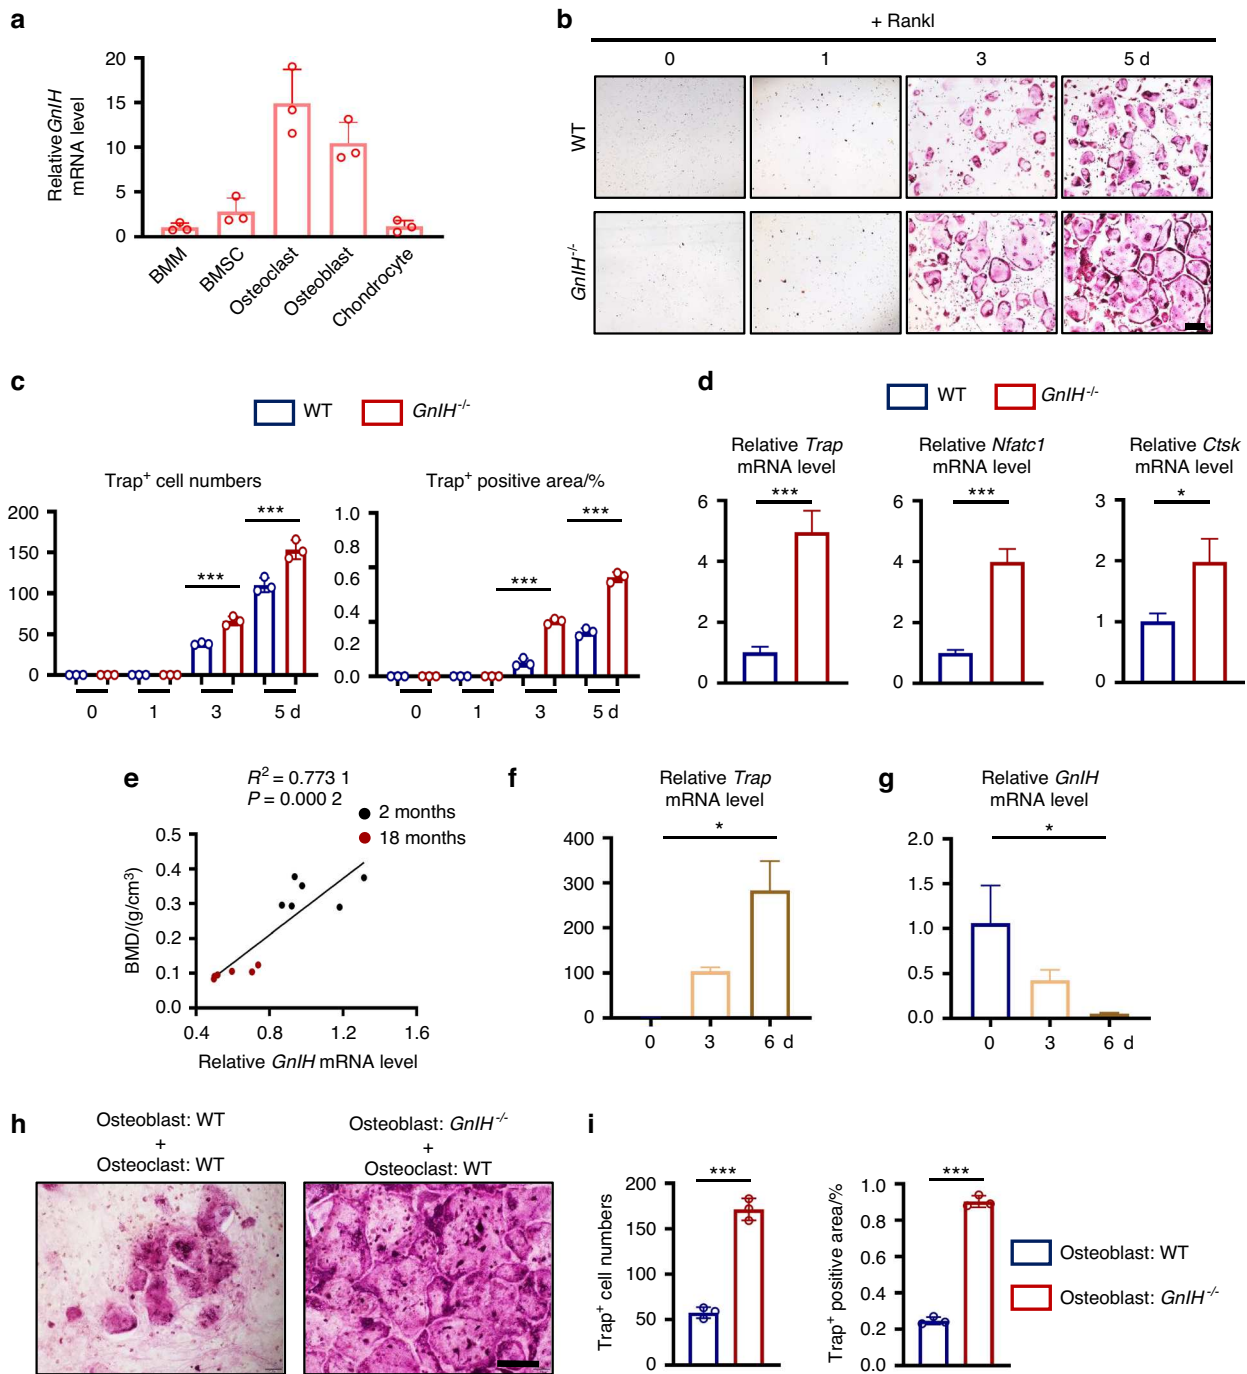 a
Relative GnIH
mRNA level
20
15
10
5
0
BMM
BMSC
Osteoclast
Osteoblast
Chondrocyte
b
+ Rankl
0 1 3 5 d
WT
GnIH-/-
c
WT GnIH-/-
Trap+ cell numbers
200
150
100
50
0
***
***
0 1 3 5 d
Trap+ positive area/%
1.0
0.8
0.6
0.4
0.2
0.0
***
***
0 1 3 5 d
d
WT GnIH-/-
Relative Trap
mRNA level
6
4
2
0
***
Relative Nfatc1
mRNA level
6
4
2
0
***
Relative Ctsk
mRNA level
3
2
1
0
*
e
R2 = 0.773 1
P = 0.000 2
2 months
18 months
BMD/(g/cm3)
0.5
0.4
0.3
0.2
0.1
0.0
0.4 0.8 1.2 1.6
Relative GnIH mRNA level
f
Relative Trap
mRNA level
400
300
200
100
0
*
0 3 6 d
g
Relative GnIH
mRNA level
2.0
1.5
1.0
0.5
0.0
*
0 3 6 d
h
Osteoblast: WT
+
Osteoclast: WT
Osteoblast: GnIH-/-
+
Osteoclast: WT
i
Trap+ cell numbers
200
150
100
50
0
***
Trap+ positive area/%
1.0
0.8
0.6
0.4
0.2
0.0
***
Osteoblast: WT
Osteoblast: GnIH-/-